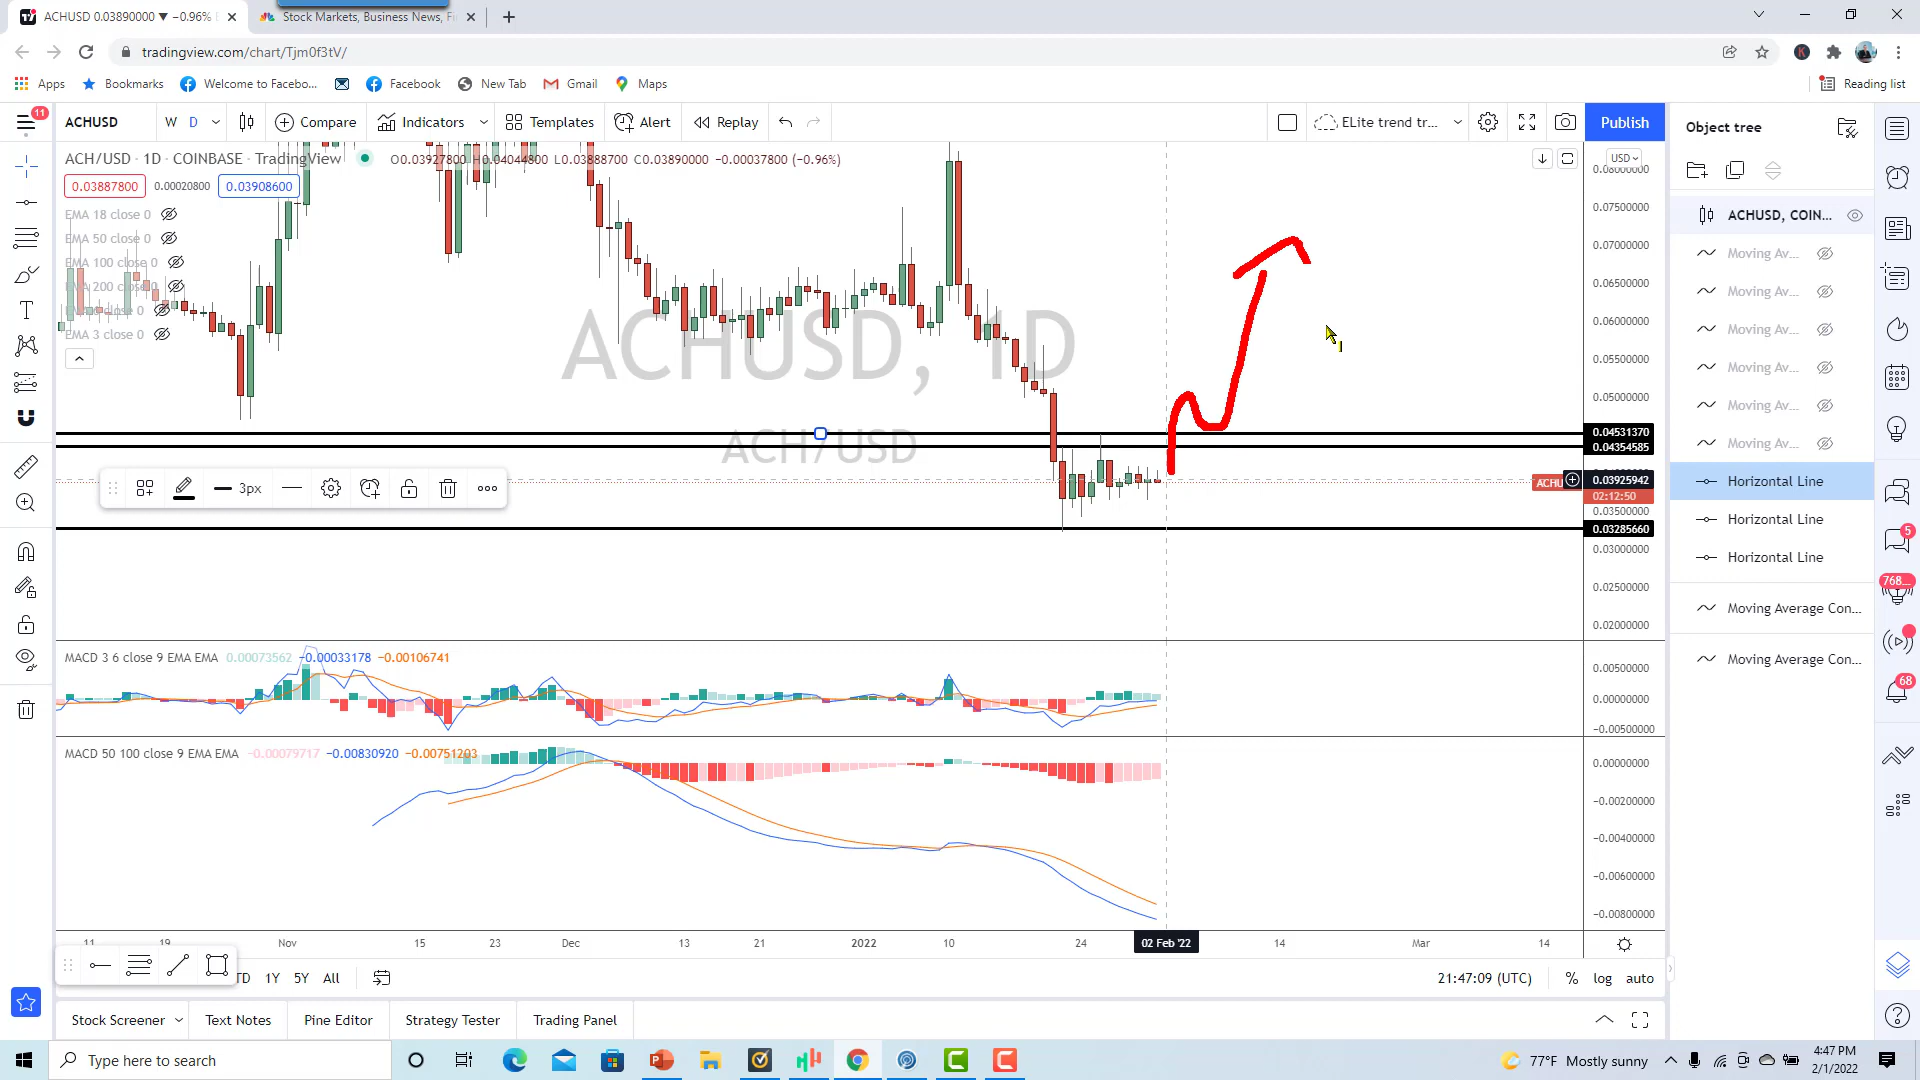 ACHUSD 0.03890000 ▼ −0.96%
Stock Markets, Business News, Fi
tradingview.com/chart/Tjm0f3tV/
Apps Bookmarks Welcome to Facebo... Facebook New Tab Gmail Maps Reading list
11
ACHUSD W D Compare Indicators Templates Alert Replay ELite trend tr... Publish
Object tree
ACH/USD · 1D · COINBASE · TradingView O0.03927800 H0.04044800 L0.03888700 C0.03890000 −0.00037800 (−0.96%)
USD
0.03887800 0.00020800 0.03908600
EMA 18 close 0
EMA 50 close 0
EMA 100 close 0
EMA 200 close 0
EMA 3 close 0
ACHUSD, 1D
ACH/USD
3px
0.08000000
0.07500000
0.07000000
0.06500000
0.06000000
0.05500000
0.05000000
0.04531370
0.04354585
ACHU
0.03925942
02:12:50
0.03500000
0.03285660
0.03000000
0.02500000
0.02000000
ACHUSD, COIN...
Moving Av...
Moving Av...
Moving Av...
Moving Av...
Moving Av...
Moving Av...
Horizontal Line
Horizontal Line
Horizontal Line
Moving Average Con...
Moving Average Con...
5
768...
68
MACD 3 6 close 9 EMA EMA 0.00073562 −0.00033178 −0.00106741
0.00500000
0.00000000
−0.00500000
MACD 50 100 close 9 EMA EMA −0.00079717 −0.00830920 −0.00751203
0.00000000
−0.00200000
−0.00400000
−0.00600000
−0.00800000
11 19 Nov 15 23 Dec 13 21 2022 10 24 02 Feb '22 14 Mar 14
TD 1Y 5Y All 21:47:09 (UTC) % log auto
Stock Screener Text Notes Pine Editor Strategy Tester Trading Panel
Type here to search
77°F Mostly sunny
4:47 PM
2/1/2022